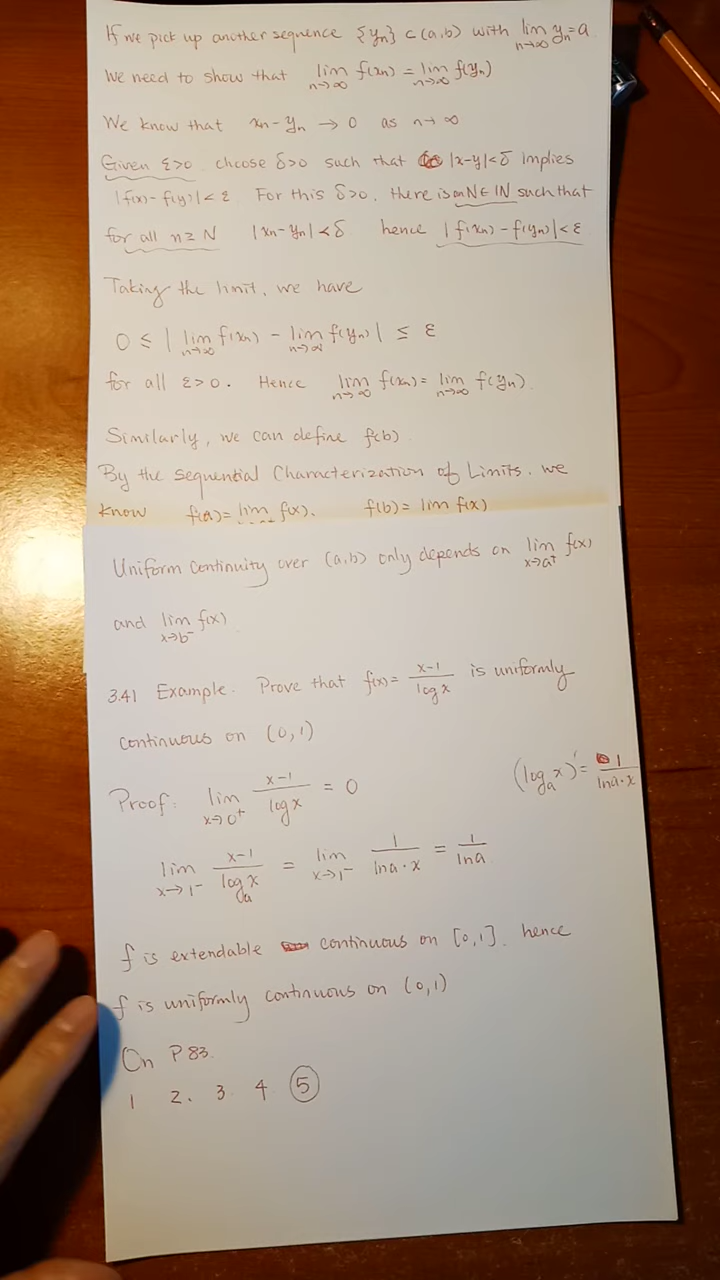 If we pick up another sequence {yn} ⊂ (a,b) with lim n→∞ yn = a
We need to show that lim n→∞ f(xn) = lim n→∞ f(yn)
We know that xn - yn → 0 as n→∞
Given ε>0 choose δ>0 such that |x-y|<δ implies
|f(x)-f(y)|<ε. For this δ>0, there is an N∈ℕ such that
for all n≥N |xn-yn|<δ hence |f(xn)-f(yn)|<ε
Taking the limit, we have
0 ≤ | lim n→∞ f(xn) - lim n→∞ f(yn) | ≤ ε
for all ε>0. Hence lim n→∞ f(xn) = lim n→∞ f(yn).
Similarly, we can define f(b).
By the Sequential Characterization of Limits, we
know f(a)= lim f(x). f(b) = lim f(x)
Uniform Continuity over (a,b) only depends on lim x→a+ f(x)
and lim x→b- f(x).
3.41 Example. Prove that f(x)= x-1 / log x is uniformly
continuous on (0,1)
(log a x)' = 1 / lna·x
Proof: lim x→0+ x-1 / log x = 0
lim x→1- x-1 / log a x = lim x→1- 1 / lna·x = 1 / lna
f is extendable continuous on [0,1]. hence
f is uniformly continuous on (0,1)
On P83.
1 2. 3. 4 5